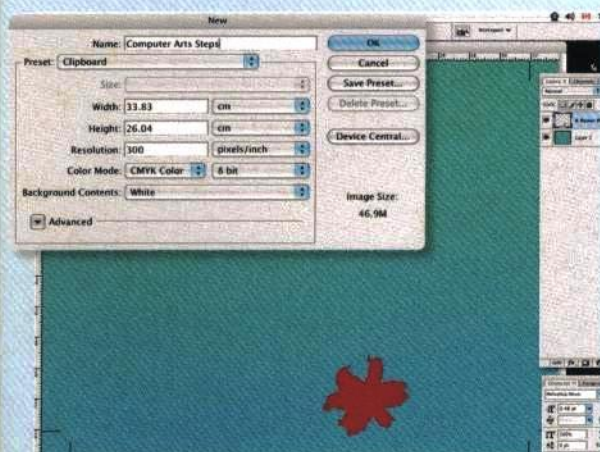 New
Name: Computer Arts Steps
OK
Preset: Clipboard
Cancel
Size:
Save Preset...
Width: 33.83 cm
Delete Preset...
Height: 26.04 cm
Resolution: 300 pixels/inch
Device Central...
Color Mode: CMYK Color 8 bit
Background Contents: White
Image Size:
46.9M
Advanced